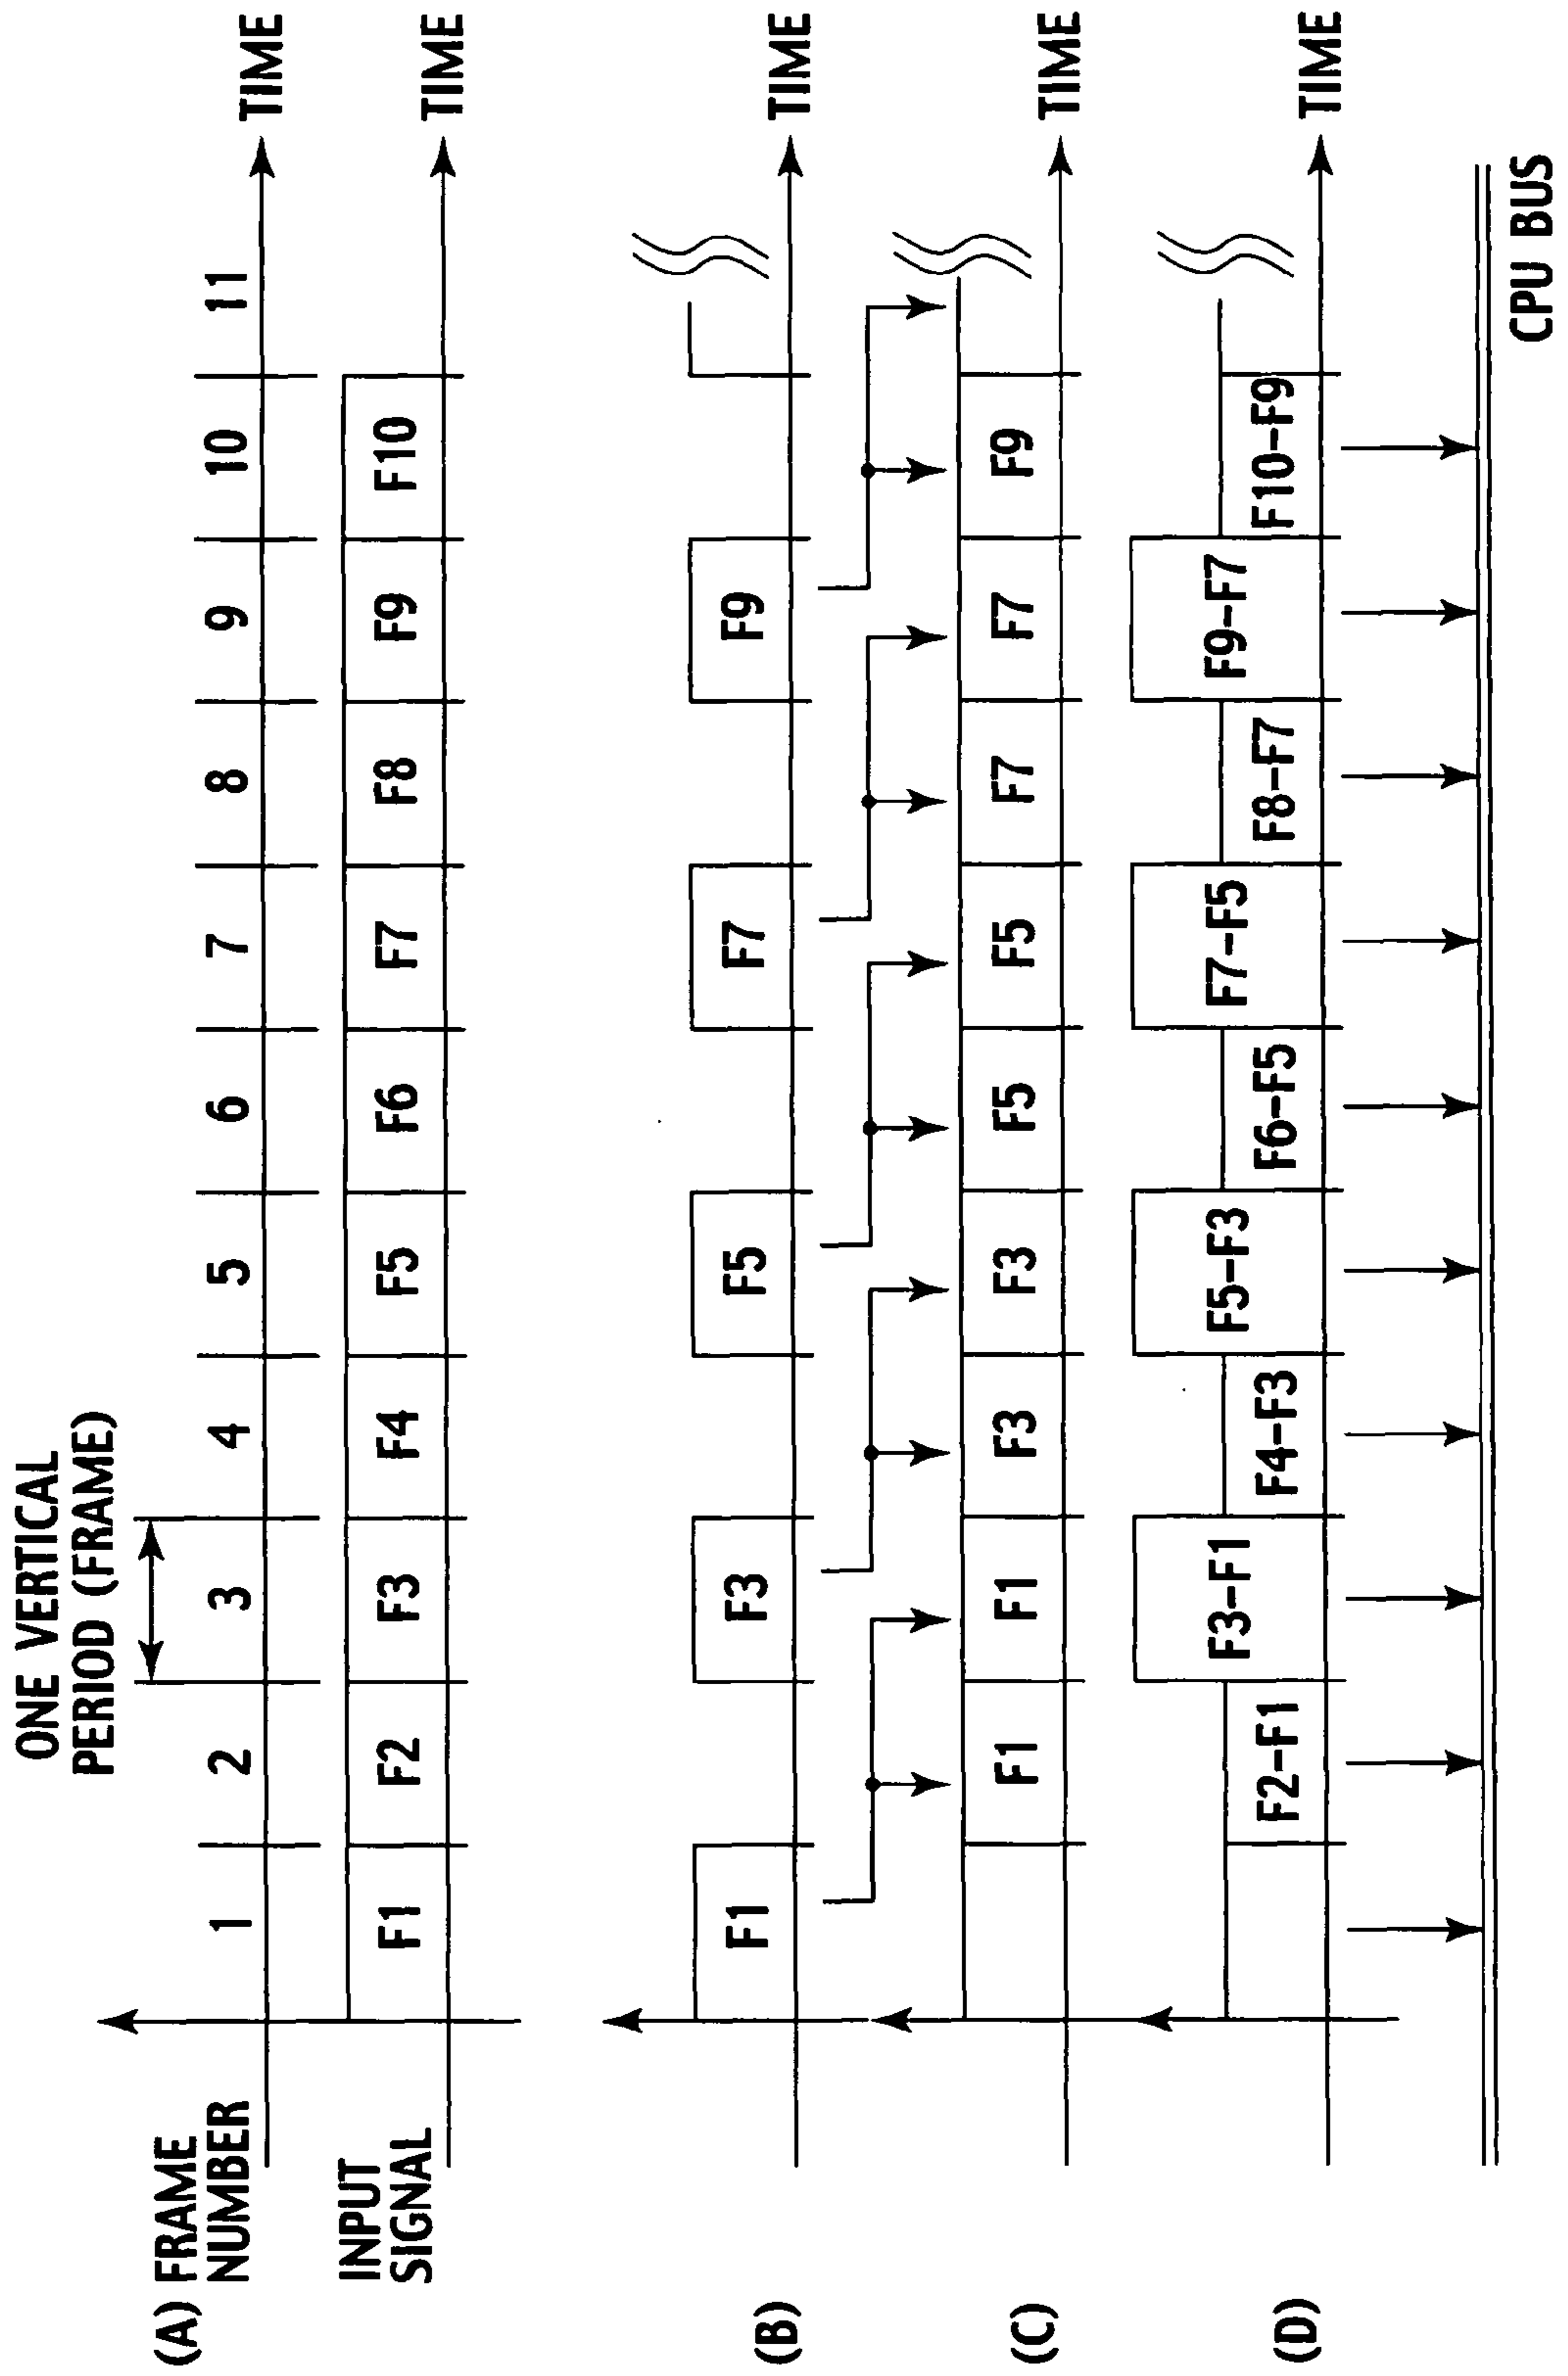 ONE VERTICAL
PERIOD (FRAME)
(A) FRAME
NUMBER
1 2 3 4 5 6 7 8 9 10 11
TIME
INPUT
SIGNAL
F1 F2 F3 F4 F5 F6 F7 F8 F9 F10
TIME
(B)
F1 F3 F5 F7 F9
TIME
(C)
F1 F1 F3 F3 F5 F5 F7 F7 F9
TIME
(D)
F2-F1 F3-F1 F4-F3 F5-F3 F6-F5 F7-F5 F8-F7 F9-F7 F10-F9
TIME
CPU BUS